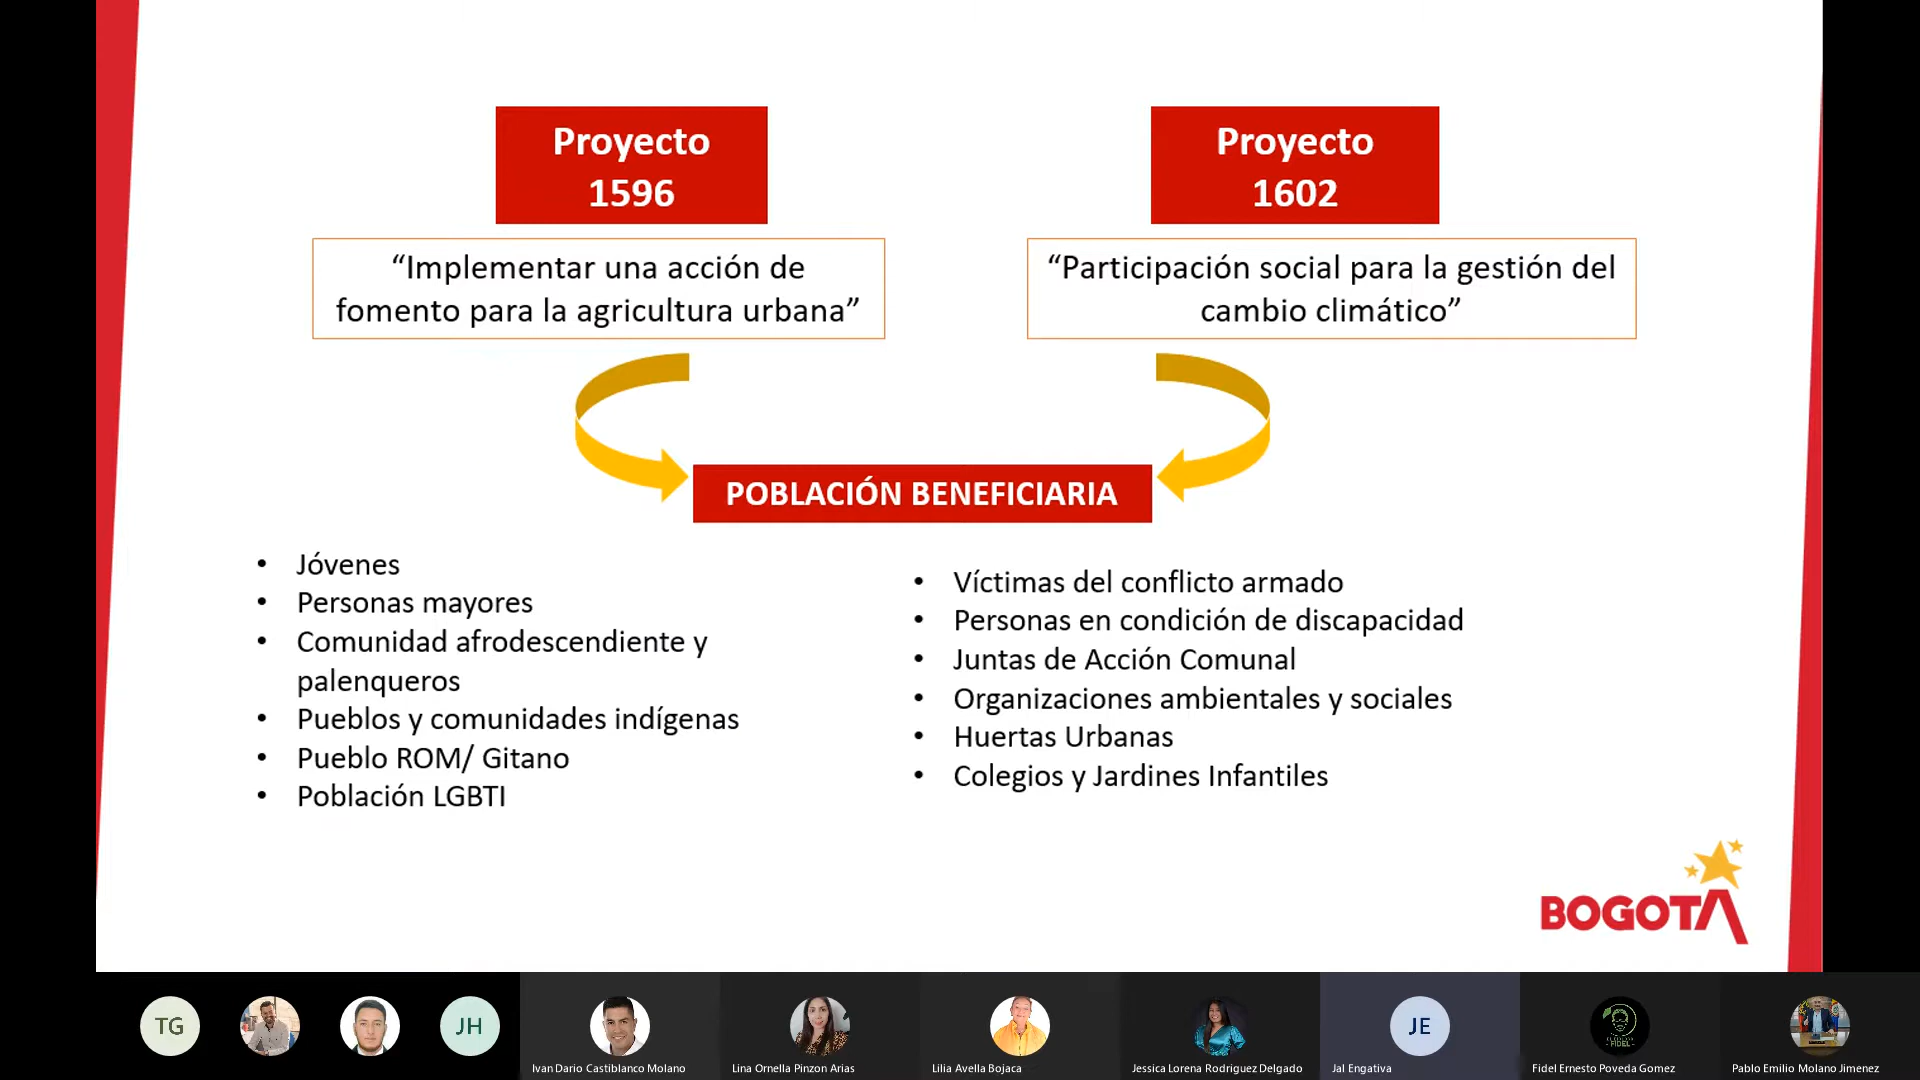 Proyecto
1596
Proyecto
1602
“Implementar una acción de
fomento para la agricultura urbana”
“Participación social para la gestión del
cambio climático”
POBLACIÓN BENEFICIARIA
• Jóvenes
• Personas mayores
• Comunidad afrodescendiente y
palenqueros
• Pueblos y comunidades indígenas
• Pueblo ROM/ Gitano
• Población LGBTI
• Víctimas del conflicto armado
• Personas en condición de discapacidad
• Juntas de Acción Comunal
• Organizaciones ambientales y sociales
• Huertas Urbanas
• Colegios y Jardines Infantiles
BOGOTÁ
TG
JH
JE
FIDEL
Ivan Dario Castiblanco Molano
Lina Ornella Pinzon Arias
Lilia Avella Bojaca
Jessica Lorena Rodriguez Delgado
Jal Engativa
Fidel Ernesto Poveda Gomez
Pablo Emilio Molano Jimenez